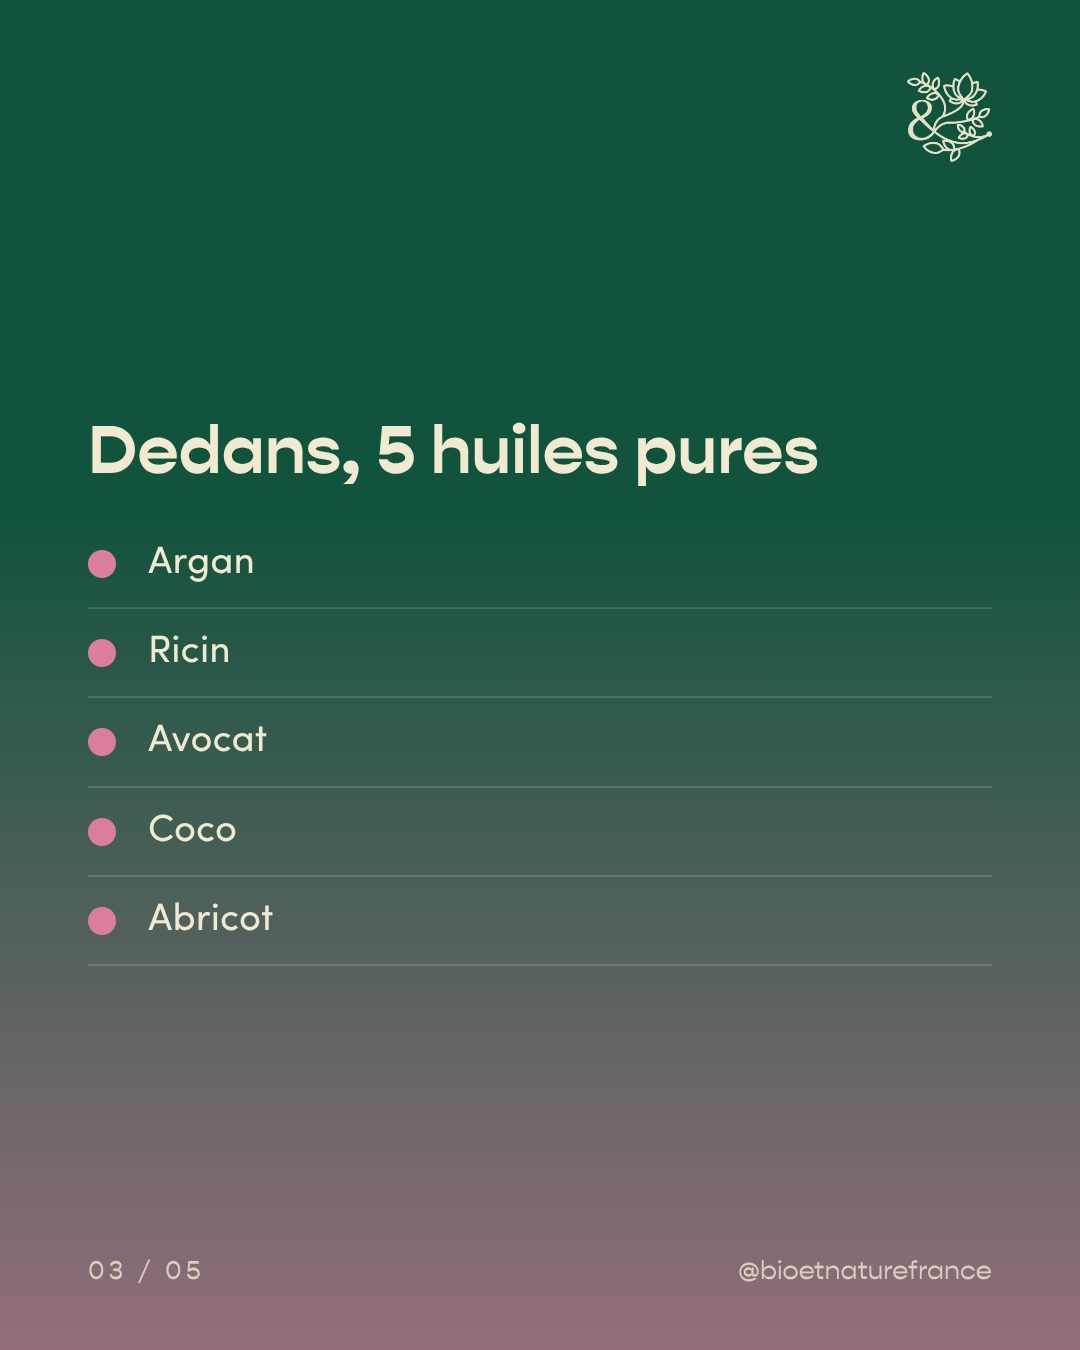 &
Dedans, 5 huiles pures
Argan
Ricin
Avocat
Coco
Abricot
03 / 05
@bioetnaturefrance